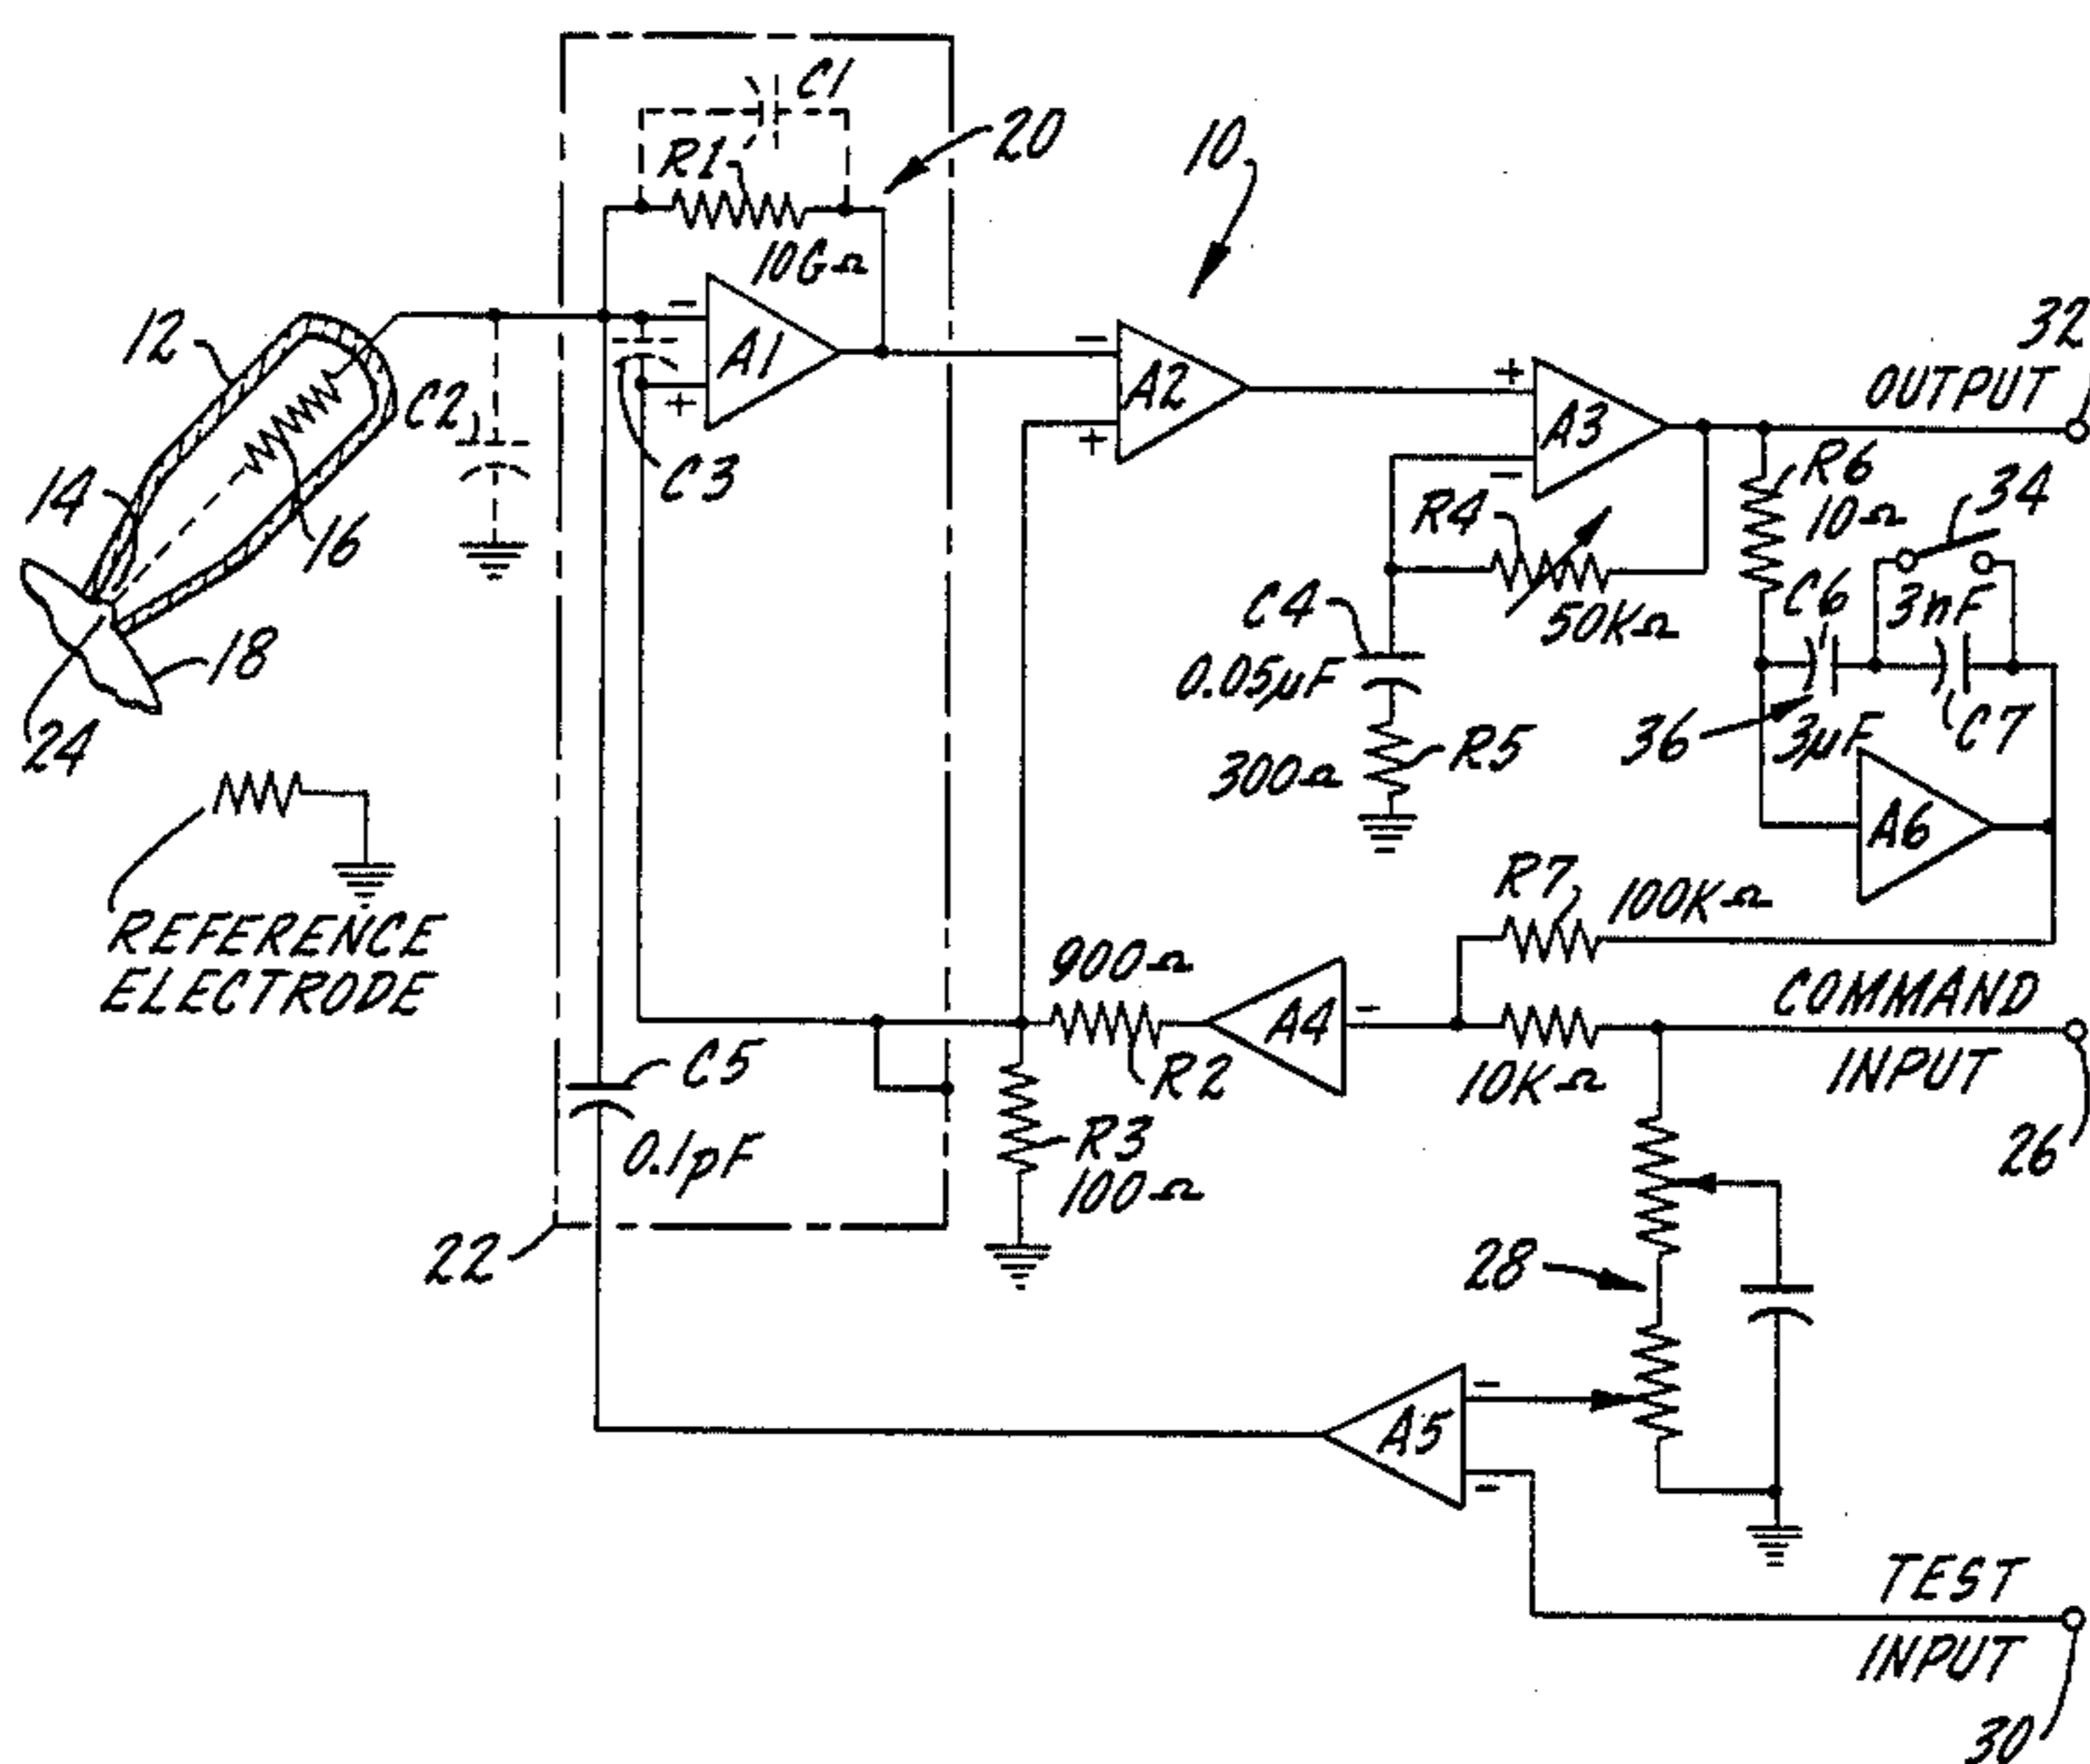 C1
20
R1
10GΩ
10
12
-
A1
+
C2
C3
-
A2
+
+
A3
-
32
OUTPUT
R6
10Ω
34
14
16
R4
50KΩ
C4
0.05μF
C6
3nF
18
24
36
3μF
C7
300Ω
R5
A6
REFERENCE
ELECTRODE
R7
100KΩ
900Ω
A4
-
COMMAND
INPUT
10KΩ
26
C5
0.1pF
R2
R3
100Ω
22
28
-
A5
-
TEST
INPUT
30